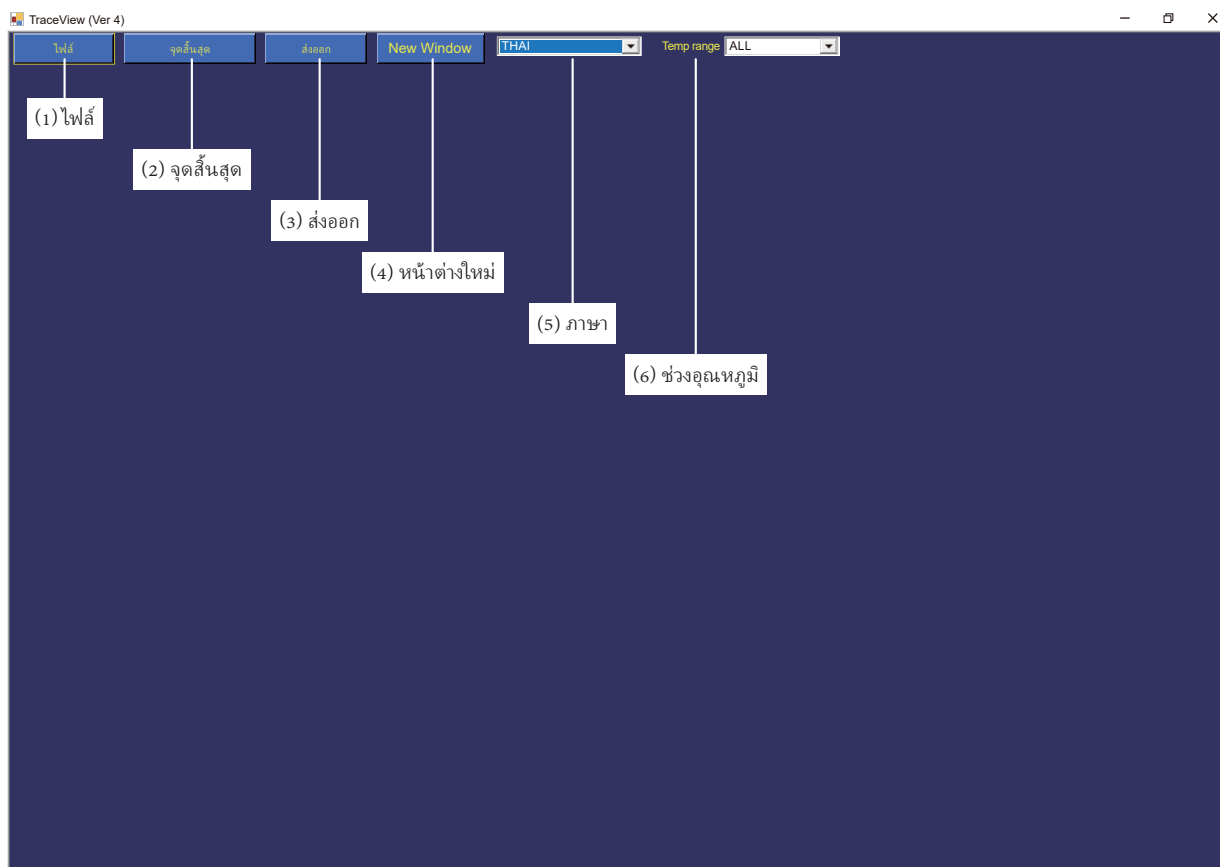 TraceView (Ver 4)
ไฟล์ จุดสิ้นสุด ส่งออก New Window THAI Temp range ALL
(1) ไฟล์
(2) จุดสิ้นสุด
(3) ส่งออก
(4) หน้าต่างใหม่
(5) ภาษา
(6) ช่วงอุณหภูมิ